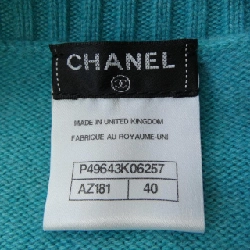 CHANEL
MADE IN UNITED KINGDOM
FABRIQUE AU ROYAUME-UNI
P49643K06257
AZ181 40